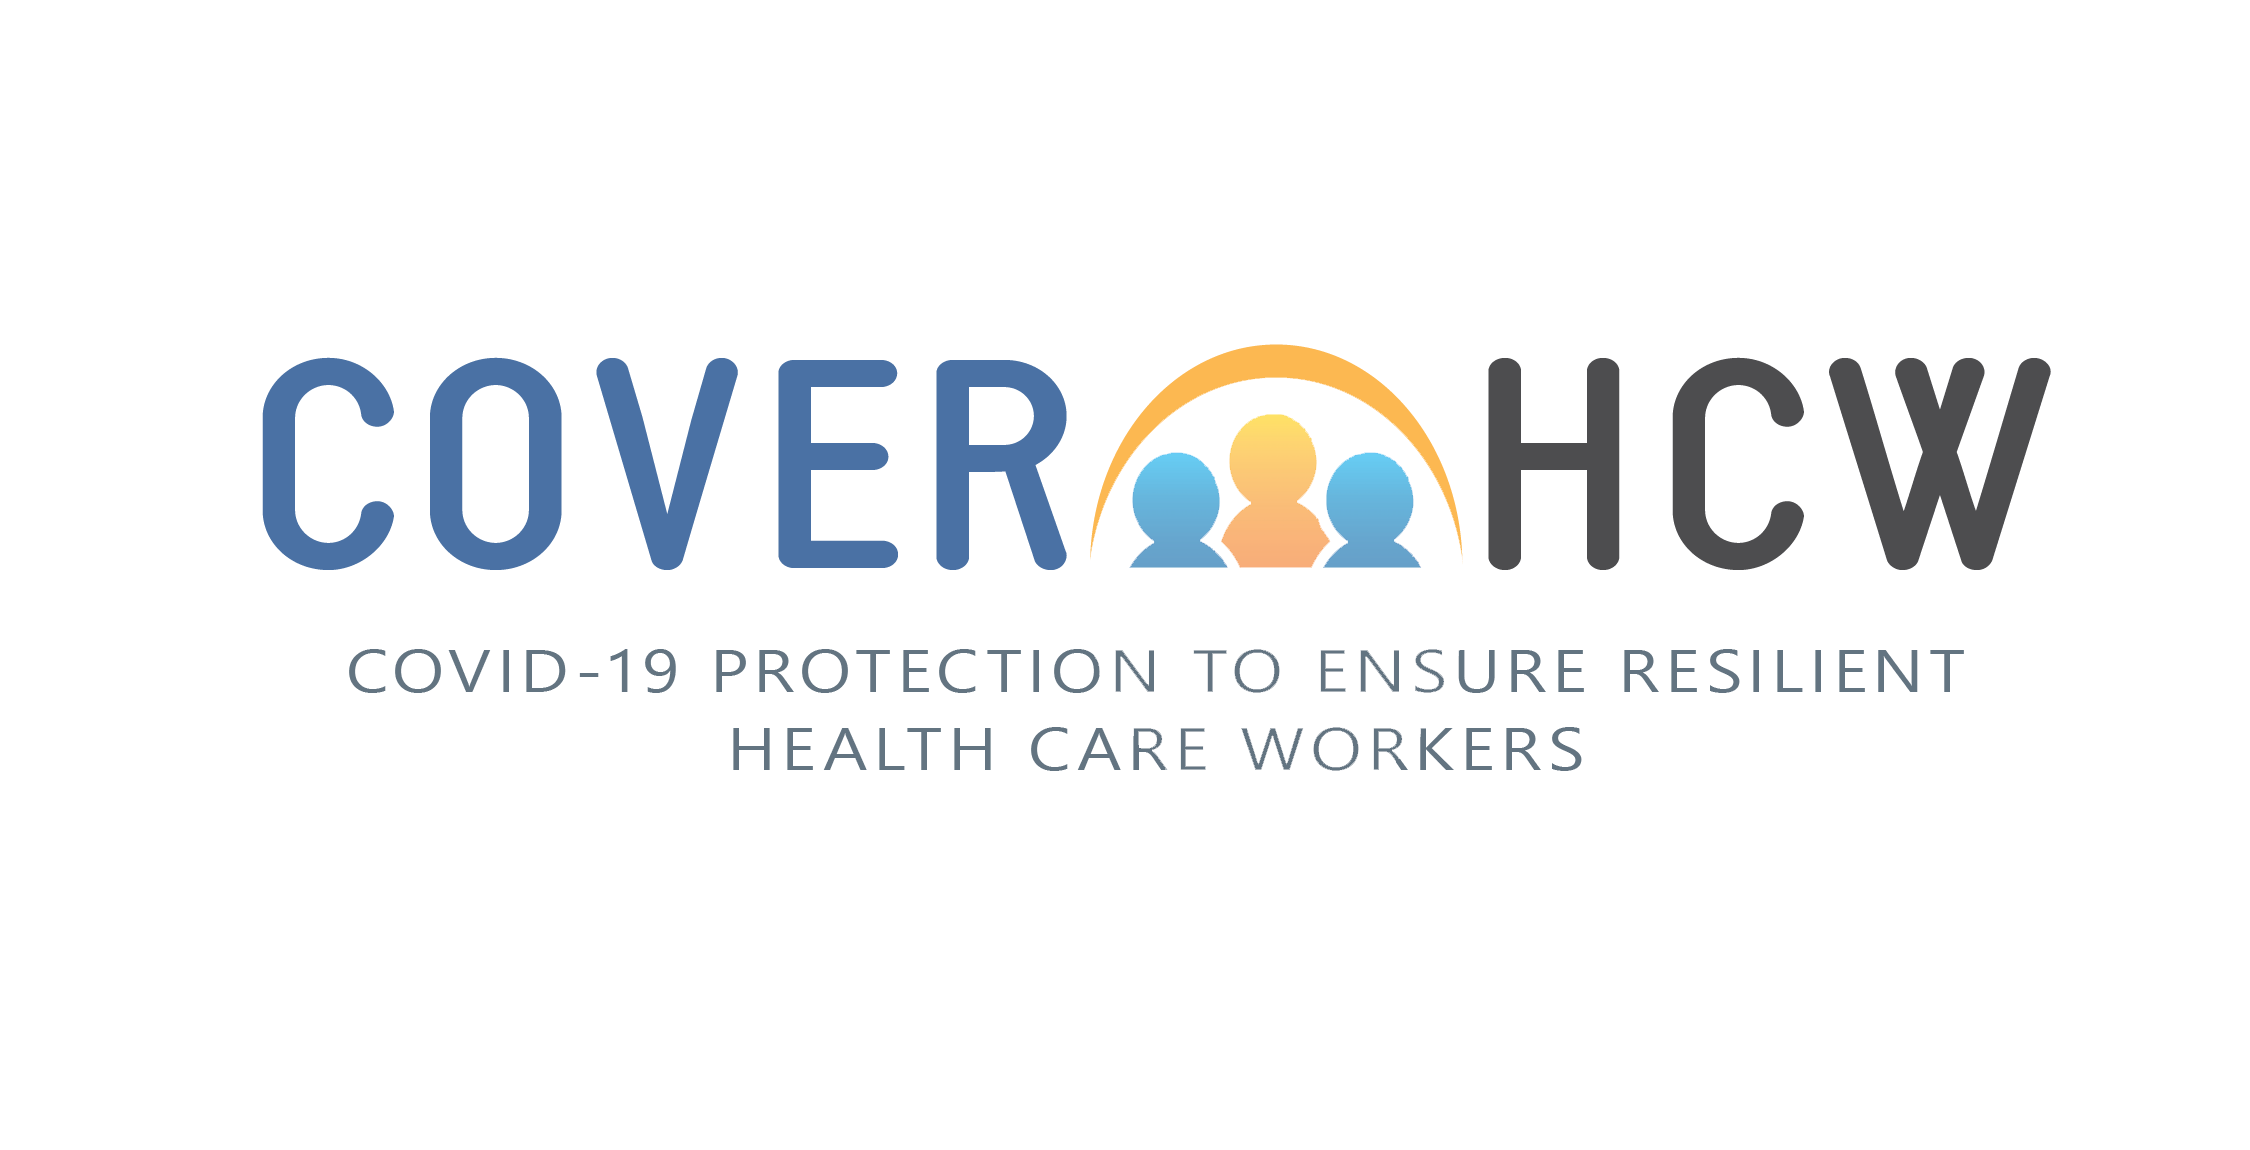 COVER HCW
COVID-19 PROTECTION TO ENSURE RESILIENT
HEALTH CARE WORKERS